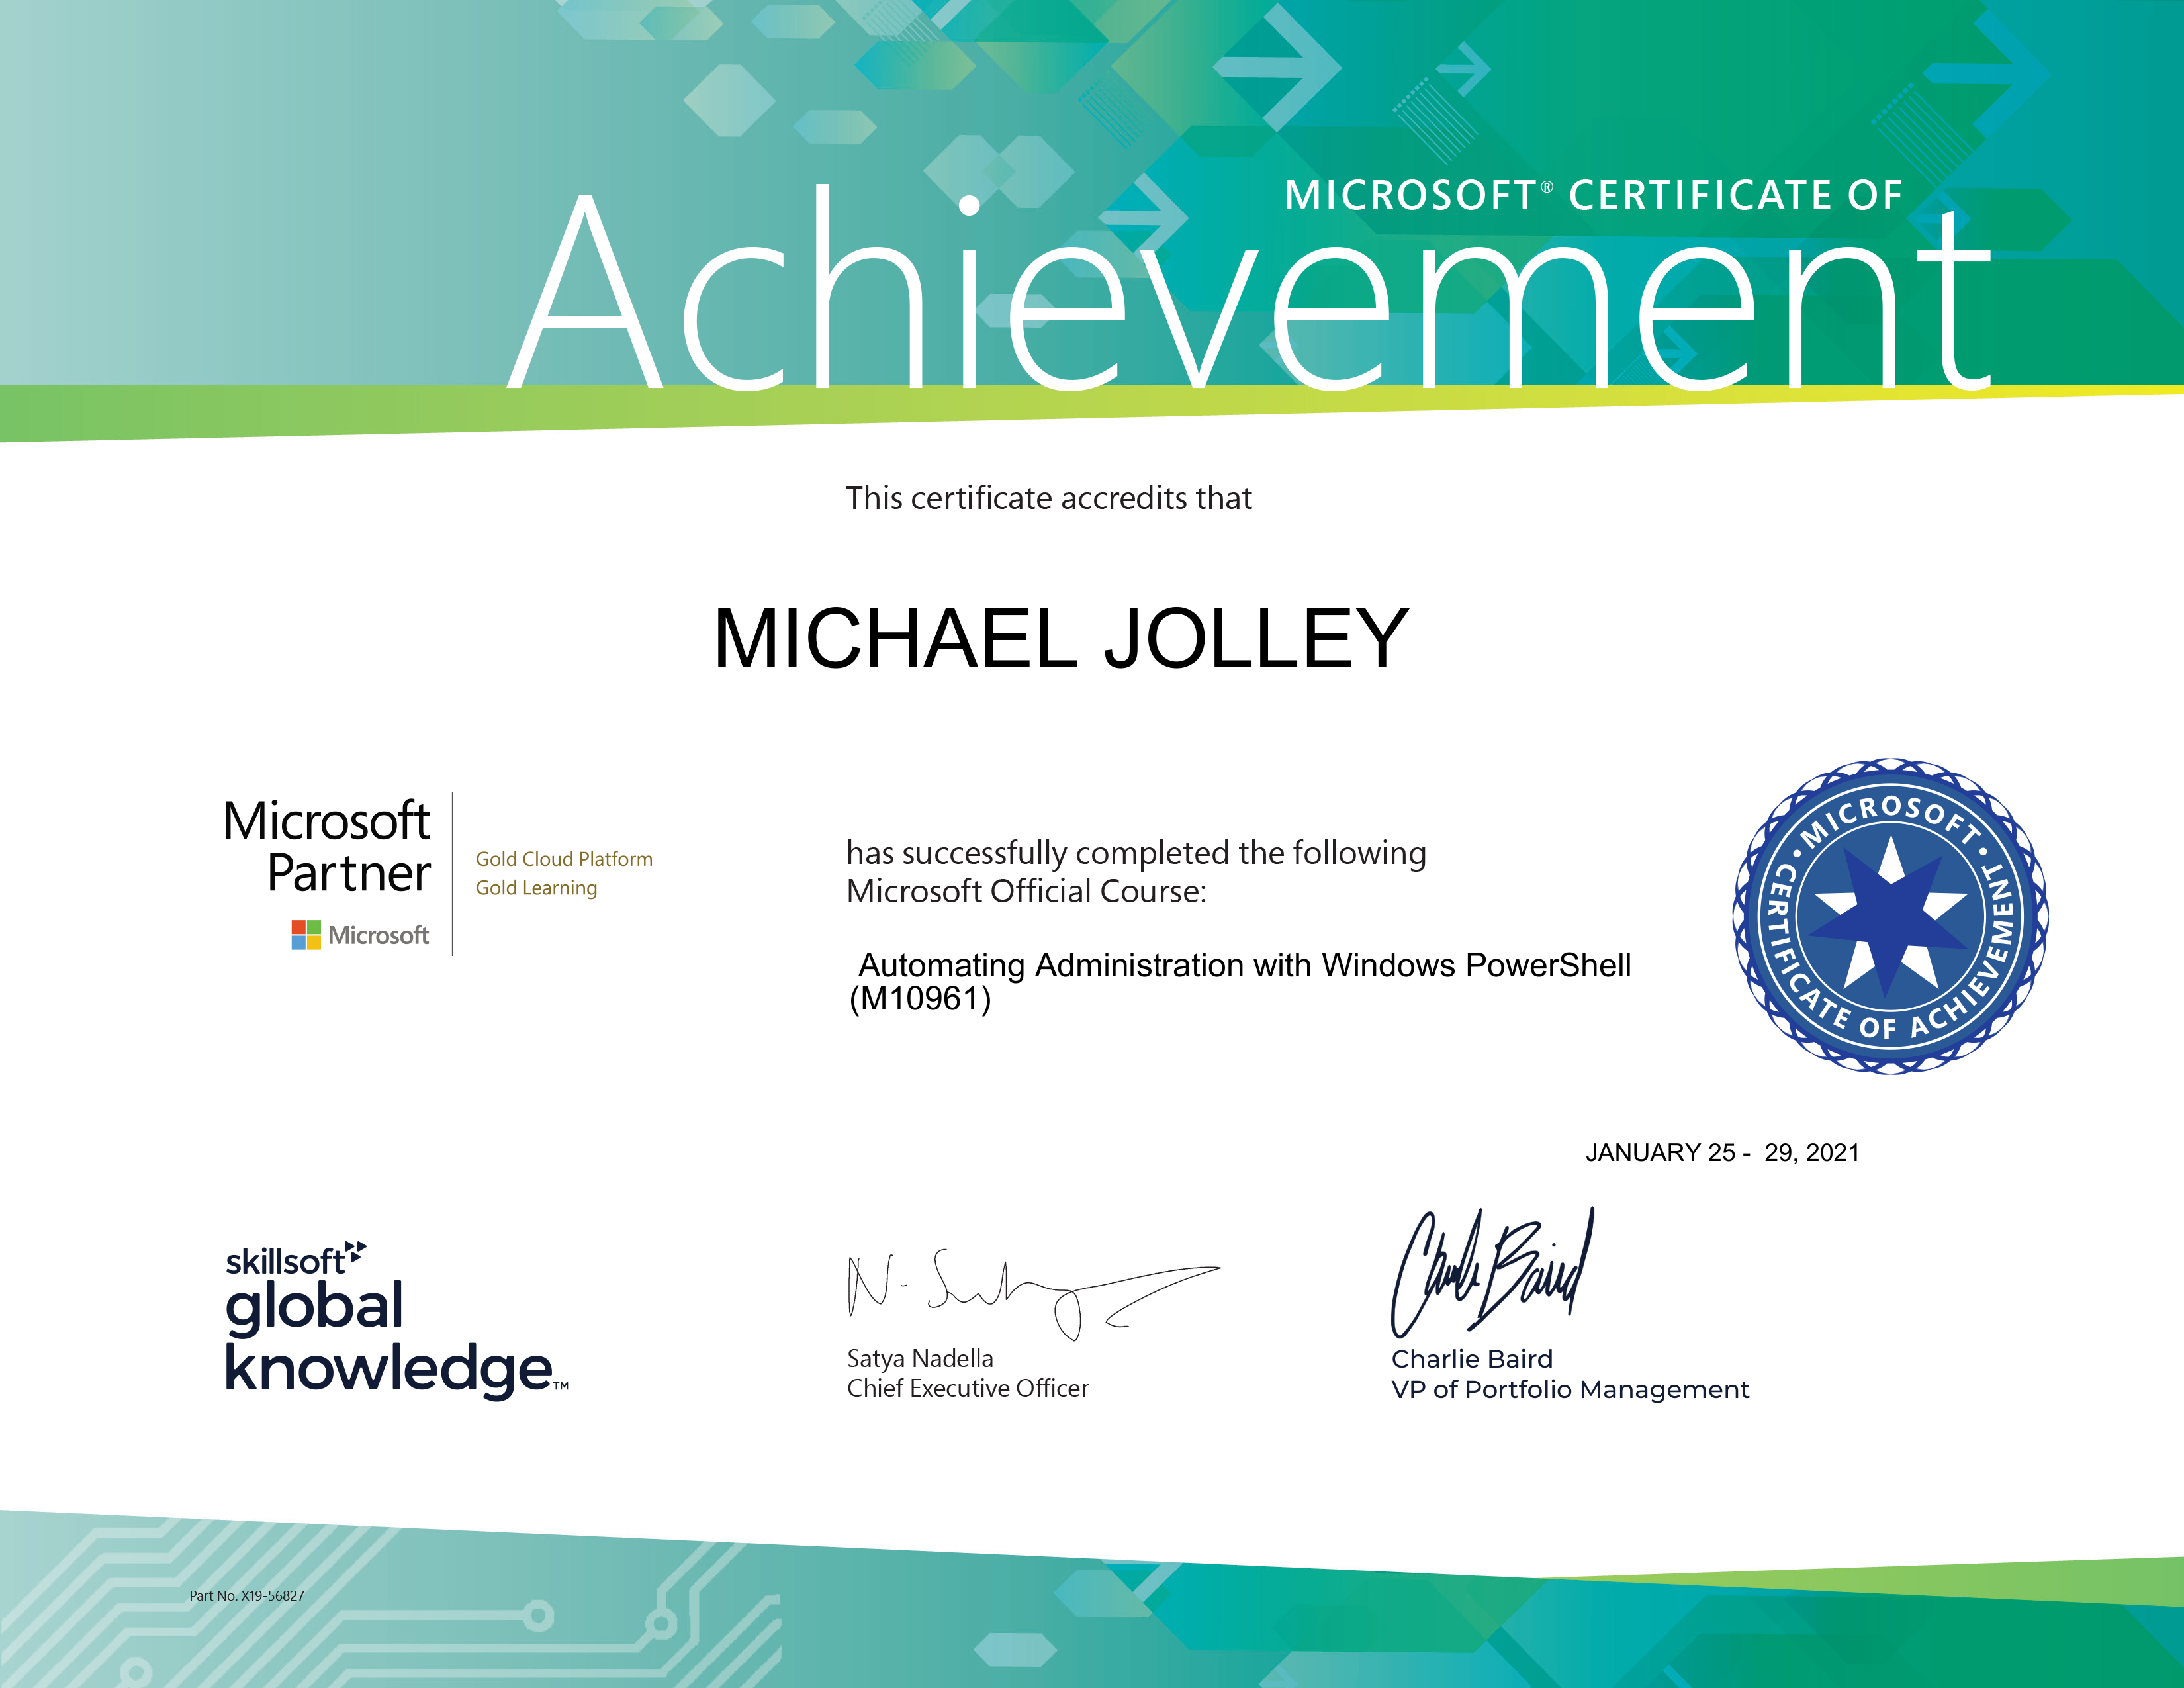 MICROSOFT® CERTIFICATE OF
Achievement
This certificate accredits that
MICHAEL JOLLEY
Microsoft
Partner
Microsoft
Gold Cloud Platform
Gold Learning
has successfully completed the following
Microsoft Official Course:
Automating Administration with Windows PowerShell
(M10961)
• MICROSOFT •
CERTIFICATE OF ACHIEVEMENT
JANUARY 25 -  29, 2021
skillsoft
global
knowledge™
N. Satya
Satya Nadella
Chief Executive Officer
Charlie Baird
Charlie Baird
VP of Portfolio Management
Part No. X19-56827